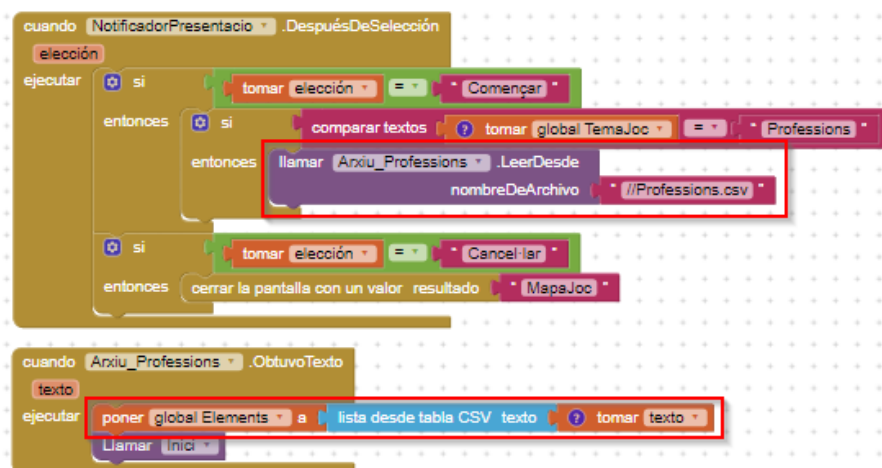 cuando NotificadorPresentacio .DespuésDeSelección
elección
ejecutar si tomar elección = " Començar "
entonces si comparar textos ? tomar global TemaJoc = " Professions "
entonces llamar Arxiu_Professions .LeerDesde
nombreDeArchivo " //Professions.csv "
si tomar elección = " Cancel·lar "
entonces cerrar la pantalla con un valor resultado " MapaJoc "
cuando Arxiu_Professions .ObtuvoTexto
texto
ejecutar poner global Elements a lista desde tabla CSV texto ? tomar texto
Llamar Inici